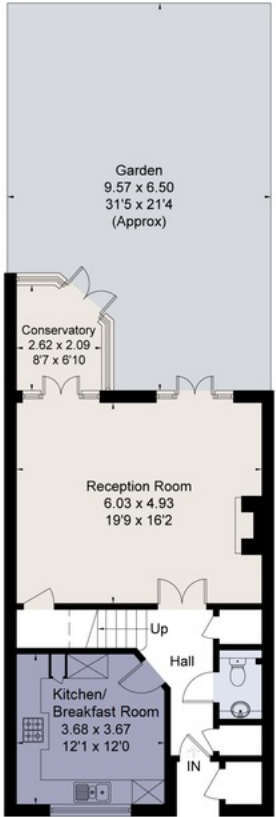 Garden
9.57 x 6.50
31'5 x 21'4
(Approx)
Conservatory
2.62 x 2.09
8'7 x 6'10
Reception Room
6.03 x 4.93
19'9 x 16'2
Up
Hall
Kitchen/
Breakfast Room
3.68 x 3.67
12'1 x 12'0
IN